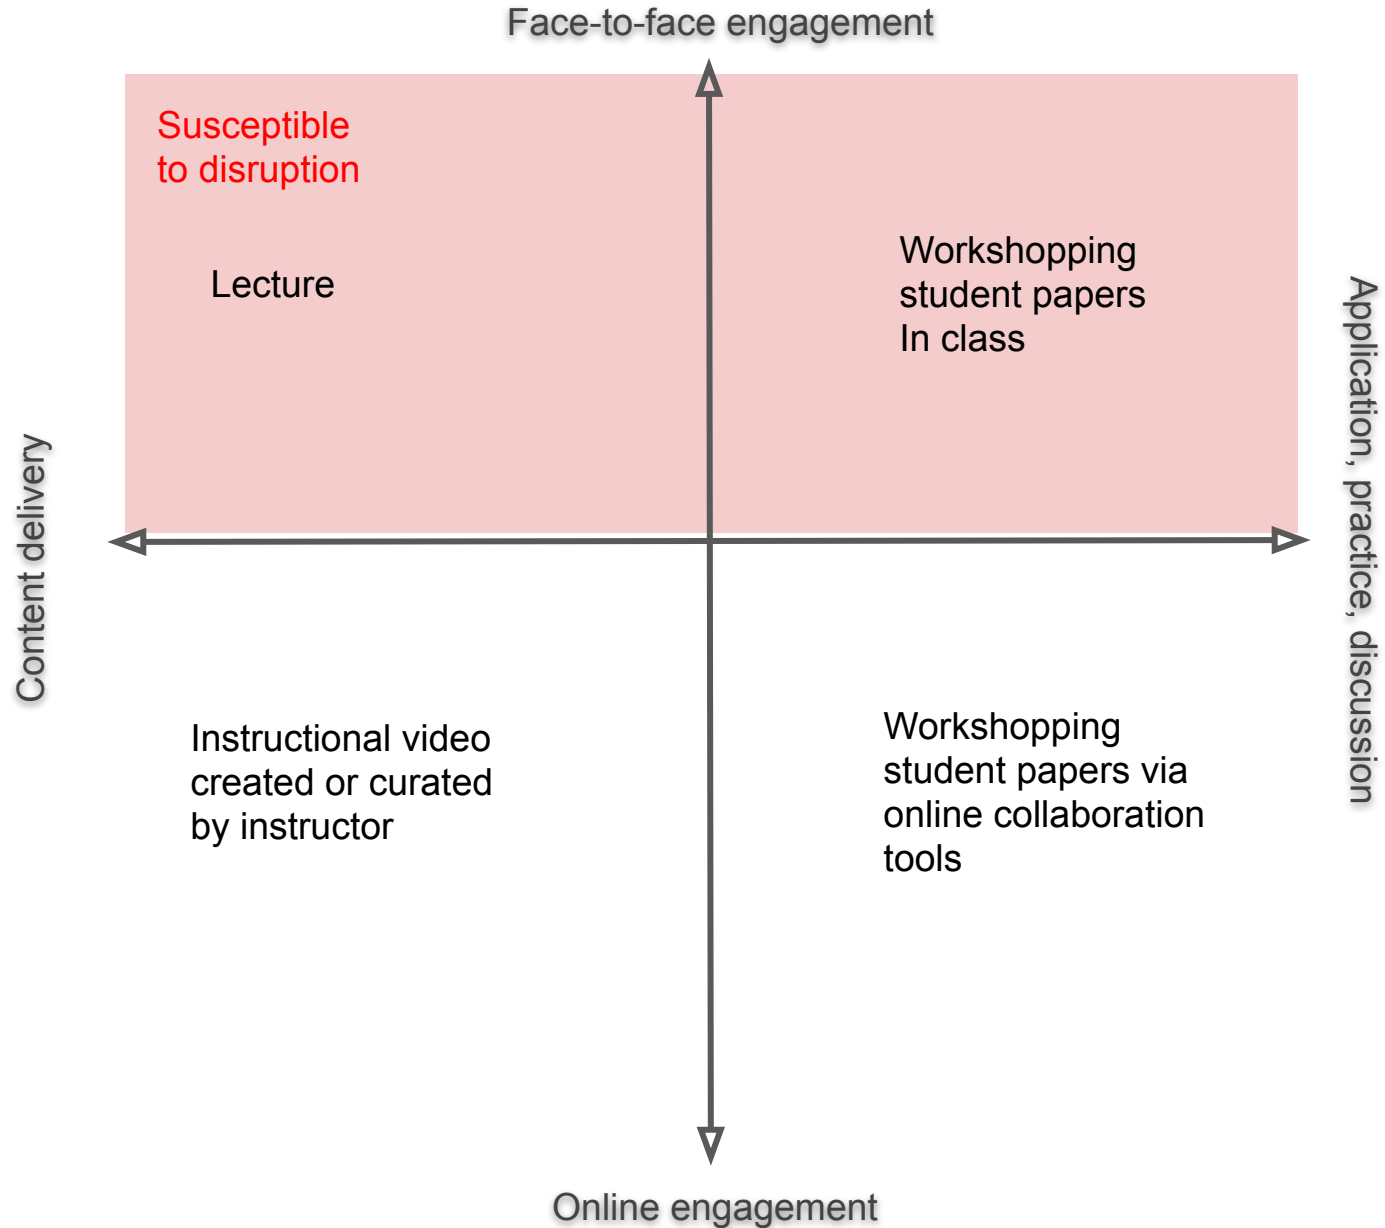 Face-to-face engagement
Susceptible
to disruption
Lecture
Workshopping
student papers
In class
Content delivery
Application, practice, discussion
Instructional video
created or curated
by instructor
Workshopping
student papers via
online collaboration
tools
Online engagement